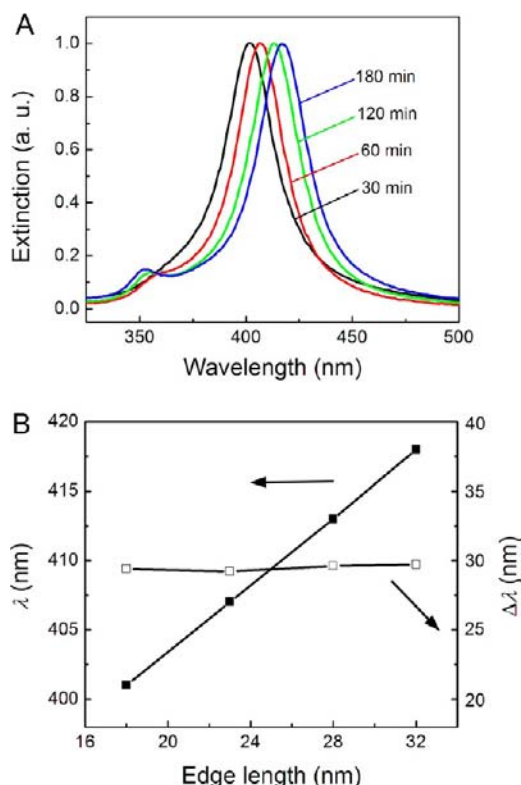 A
Extinction (a. u.)
1.0
0.8
0.6
0.4
0.2
0.0
180 min
120 min
60 min
30 min
350 400 450 500
Wavelength (nm)
B
λ (nm)
420
415
410
405
400
40
35
30
25
20
Δλ (nm)
16 20 24 28 32
Edge length (nm)